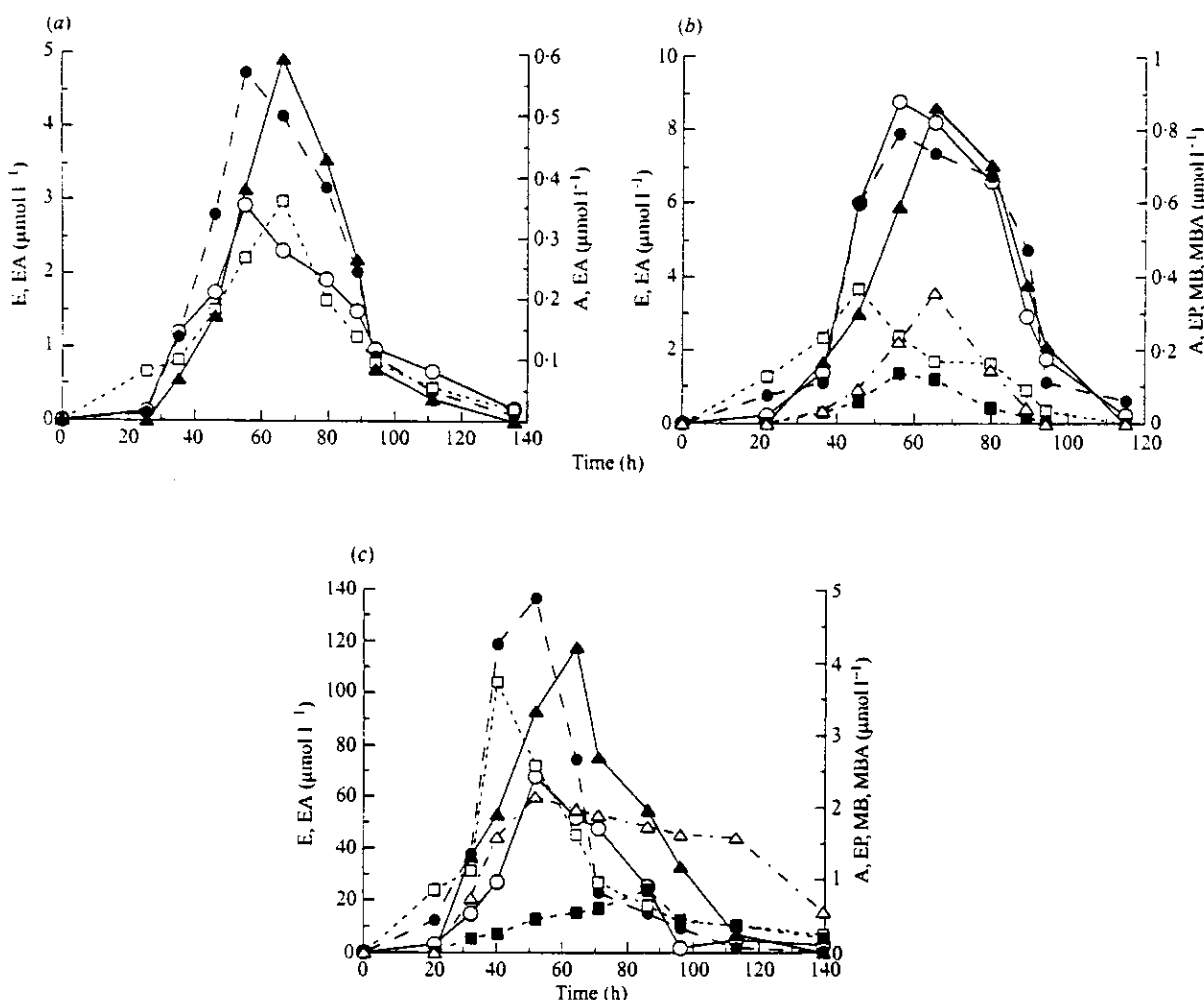 (a)
5
4
3
2
1
0
E, EA (μmol l⁻¹)
0·6
0·5
0·4
0·3
0·2
0·1
A, EA (μmol l⁻¹)
0 20 40 60 80 100 120 140
(b)
10
8
6
4
2
0
E, EA (μmol l⁻¹)
1
0·8
0·6
0·4
0·2
0
A, EP, MB, MBA (μmol l⁻¹)
0 20 40 60 80 100 120
Time (h)
(c)
140
120
100
80
60
40
20
0
E, EA (μmol l⁻¹)
5
4
3
2
1
0
A, EP, MB, MBA (μmol l⁻¹)
0 20 40 60 80 100 120 140
Time (h)